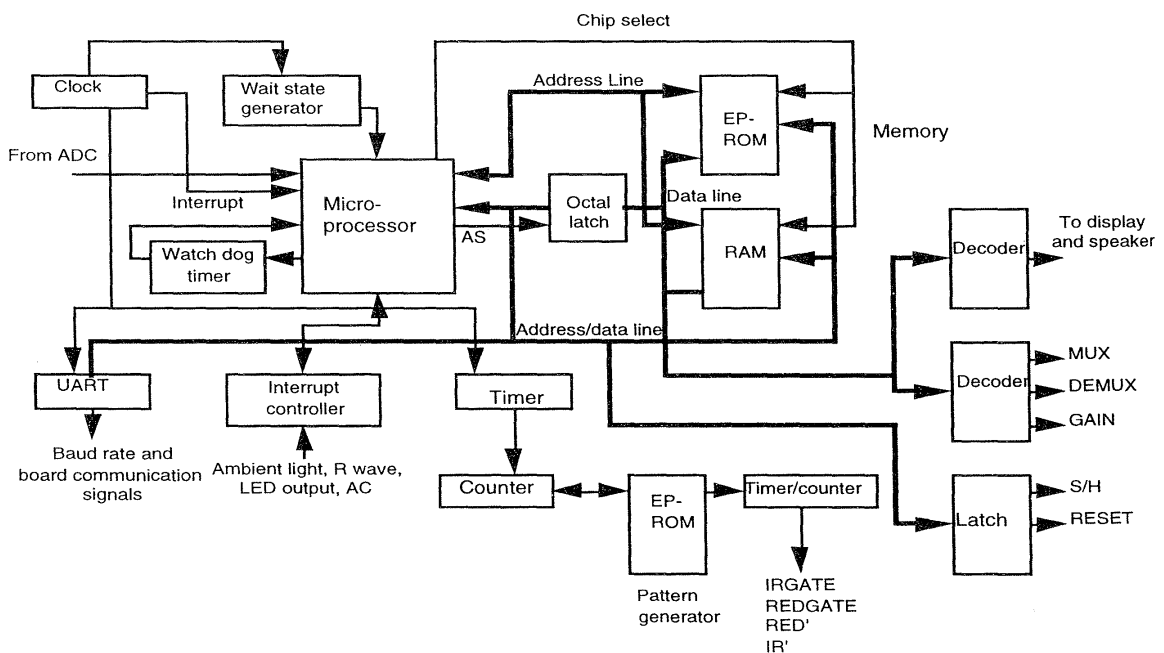 Chip select
Clock
Wait state
generator
Address Line
EP-
ROM
Memory
From ADC
Interrupt
Micro-
processor
Octal
latch
Data line
AS
RAM
Watch dog
timer
Decoder
To display
and speaker
Address/data line
UART
Interrupt
controller
Timer
Decoder
MUX
DEMUX
GAIN
Baud rate and
board communication
signals
Ambient light, R wave,
LED output, AC
Counter
EP-
ROM
Timer/counter
Latch
S/H
RESET
Pattern
generator
IRGATE
REDGATE
RED'
IR'